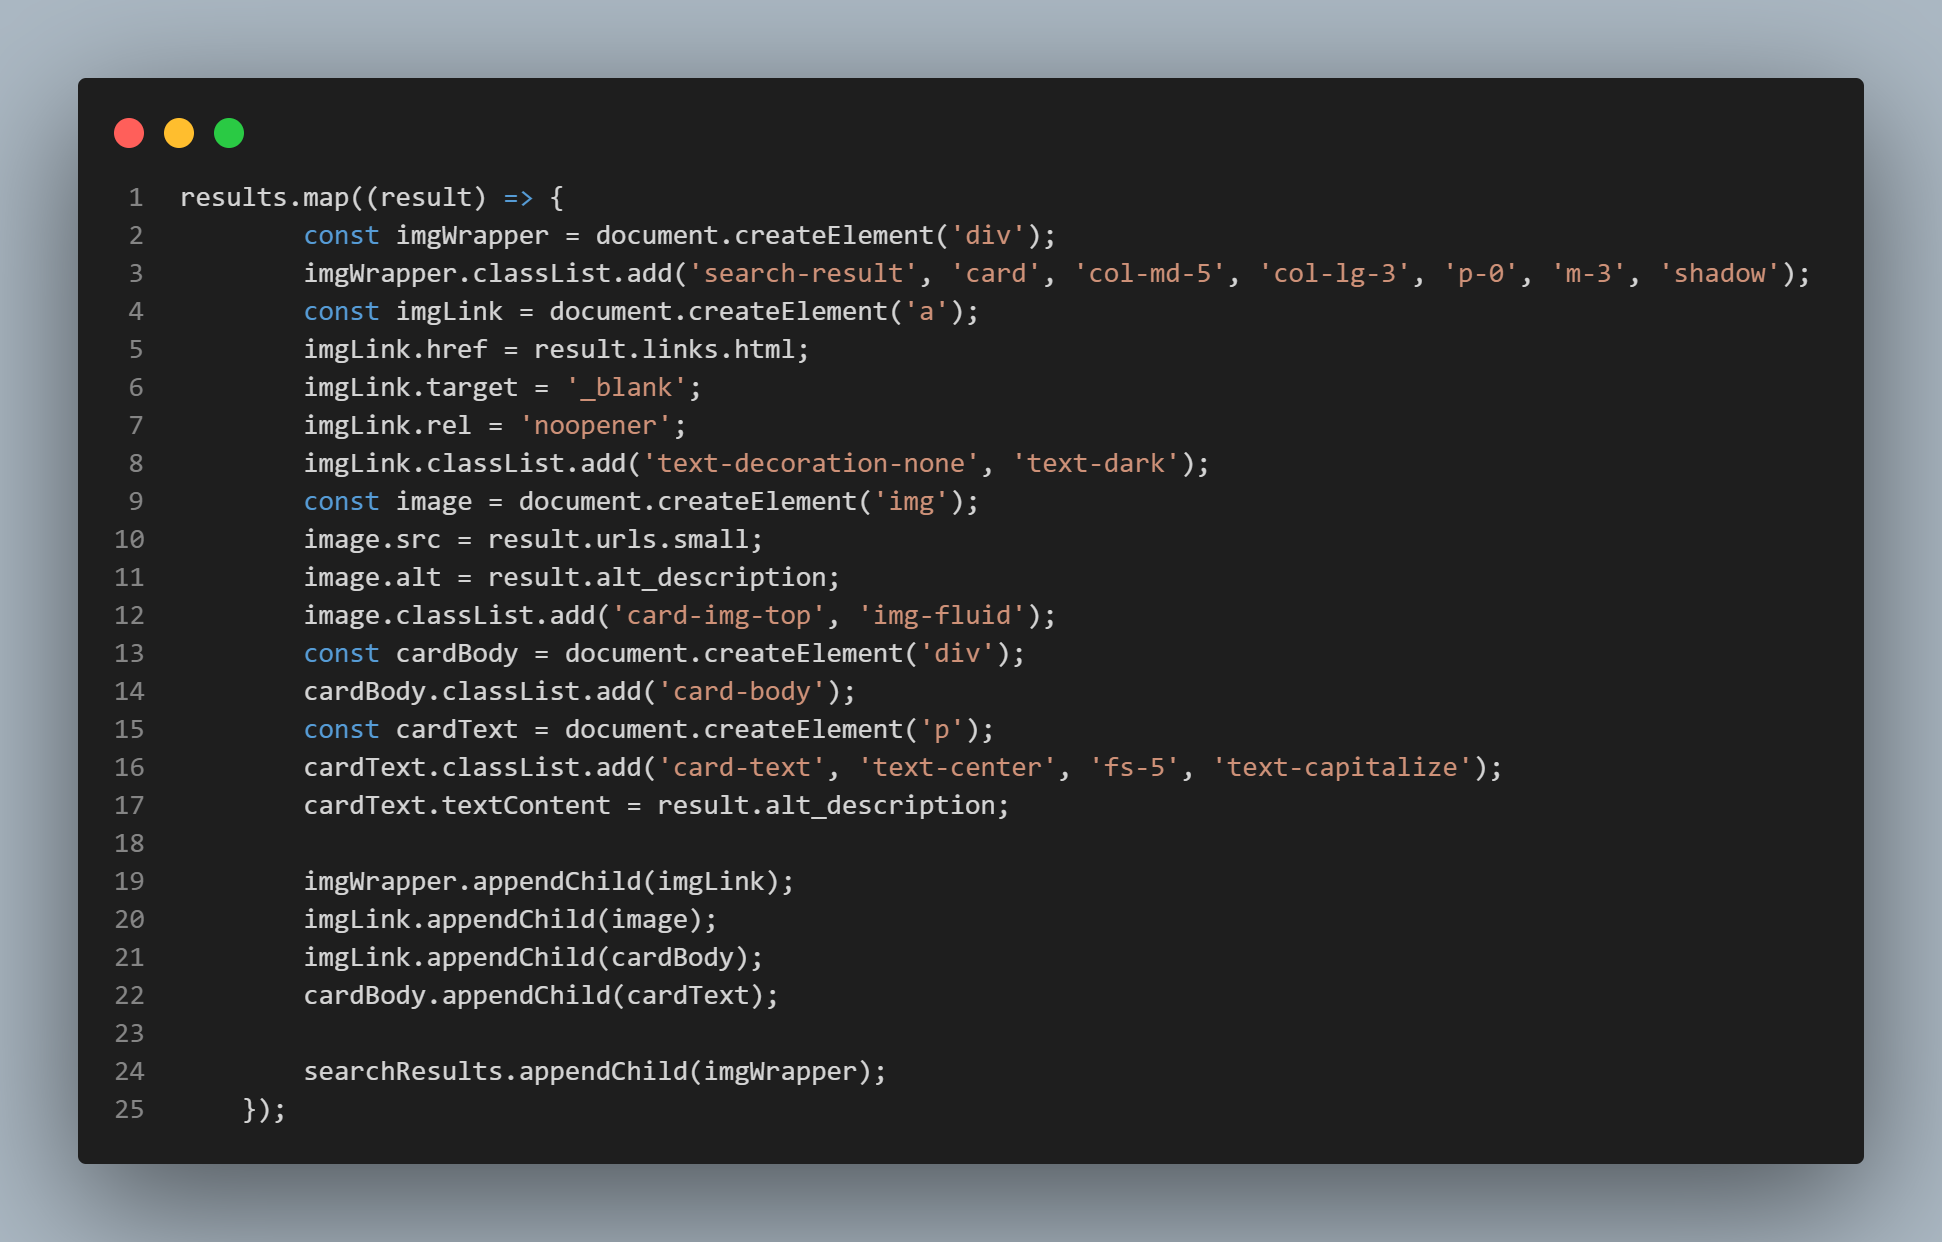 1 results.map((result) => {
2 const imgWrapper = document.createElement('div');
3 imgWrapper.classList.add('search-result', 'card', 'col-md-5', 'col-lg-3', 'p-0', 'm-3', 'shadow');
4 const imgLink = document.createElement('a');
5 imgLink.href = result.links.html;
6 imgLink.target = '_blank';
7 imgLink.rel = 'noopener';
8 imgLink.classList.add('text-decoration-none', 'text-dark');
9 const image = document.createElement('img');
10 image.src = result.urls.small;
11 image.alt = result.alt_description;
12 image.classList.add('card-img-top', 'img-fluid');
13 const cardBody = document.createElement('div');
14 cardBody.classList.add('card-body');
15 const cardText = document.createElement('p');
16 cardText.classList.add('card-text', 'text-center', 'fs-5', 'text-capitalize');
17 cardText.textContent = result.alt_description;
18
19 imgWrapper.appendChild(imgLink);
20 imgLink.appendChild(image);
21 imgLink.appendChild(cardBody);
22 cardBody.appendChild(cardText);
23
24 searchResults.appendChild(imgWrapper);
25 });